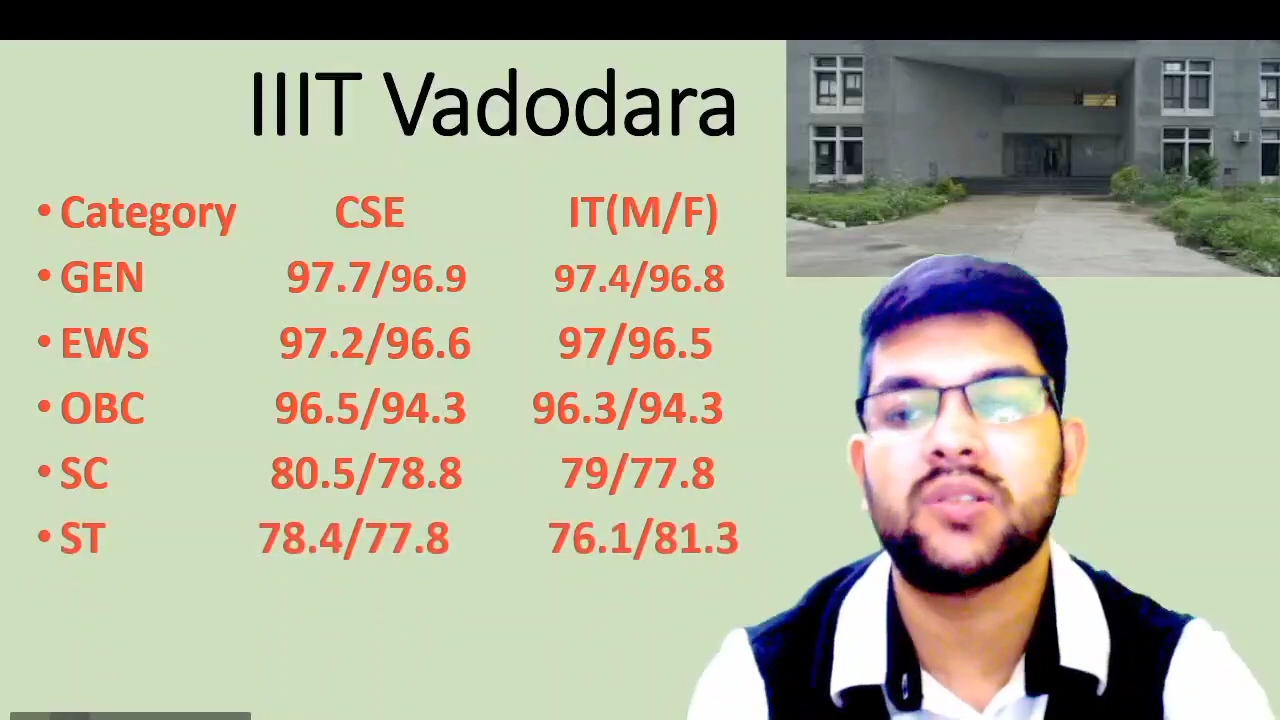 IIIT Vadodara
• Category CSE IT(M/F)
• GEN 97.7/96.9 97.4/96.8
• EWS 97.2/96.6 97/96.5
• OBC 96.5/94.3 96.3/94.3
• SC 80.5/78.8 79/77.8
• ST 78.4/77.8 76.1/81.3